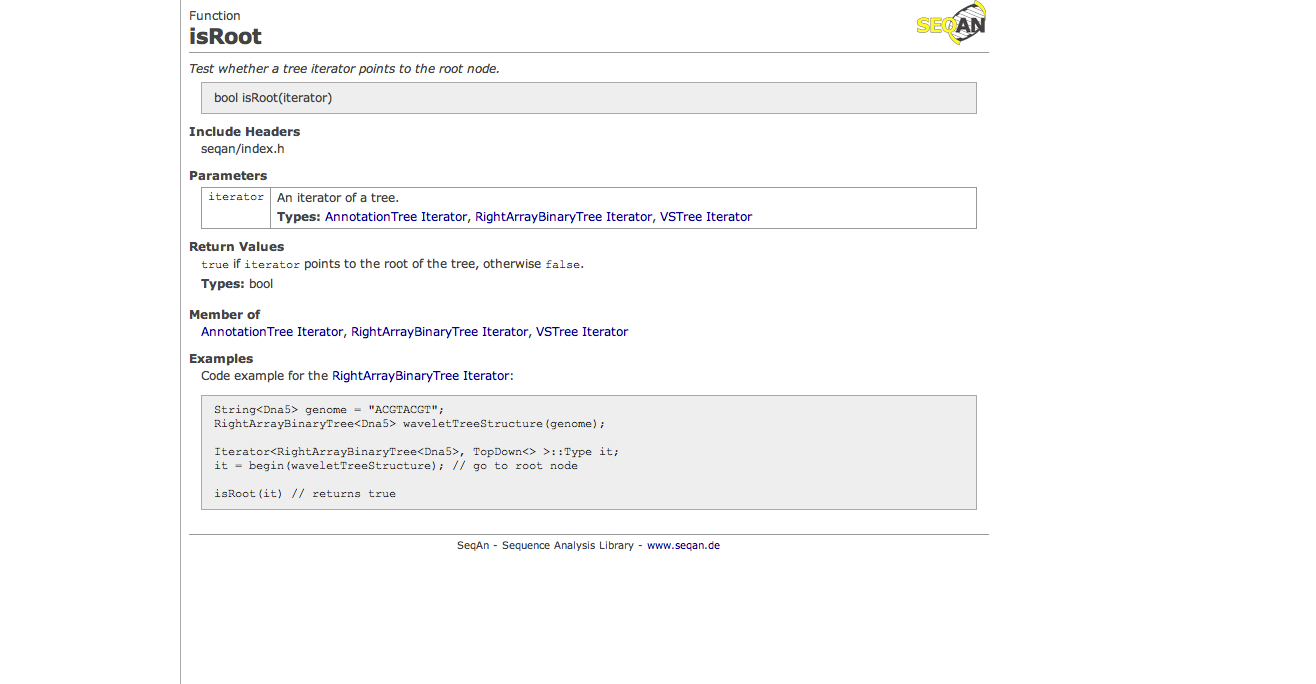 Function
isRoot
SEQAN
Test whether a tree iterator points to the root node.
bool isRoot(iterator)
Include Headers
seqan/index.h
Parameters
iterator An iterator of a tree.
Types: AnnotationTree Iterator, RightArrayBinaryTree Iterator, VSTree Iterator
Return Values
true if iterator points to the root of the tree, otherwise false.
Types: bool
Member of
AnnotationTree Iterator, RightArrayBinaryTree Iterator, VSTree Iterator
Examples
Code example for the RightArrayBinaryTree Iterator:
String<Dna5> genome = "ACGTACGT";
RightArrayBinaryTree<Dna5> waveletTreeStructure(genome);
Iterator<RightArrayBinaryTree<Dna5>, TopDown<> >::Type it;
it = begin(waveletTreeStructure); // go to root node
isRoot(it) // returns true
SeqAn - Sequence Analysis Library - www.seqan.de